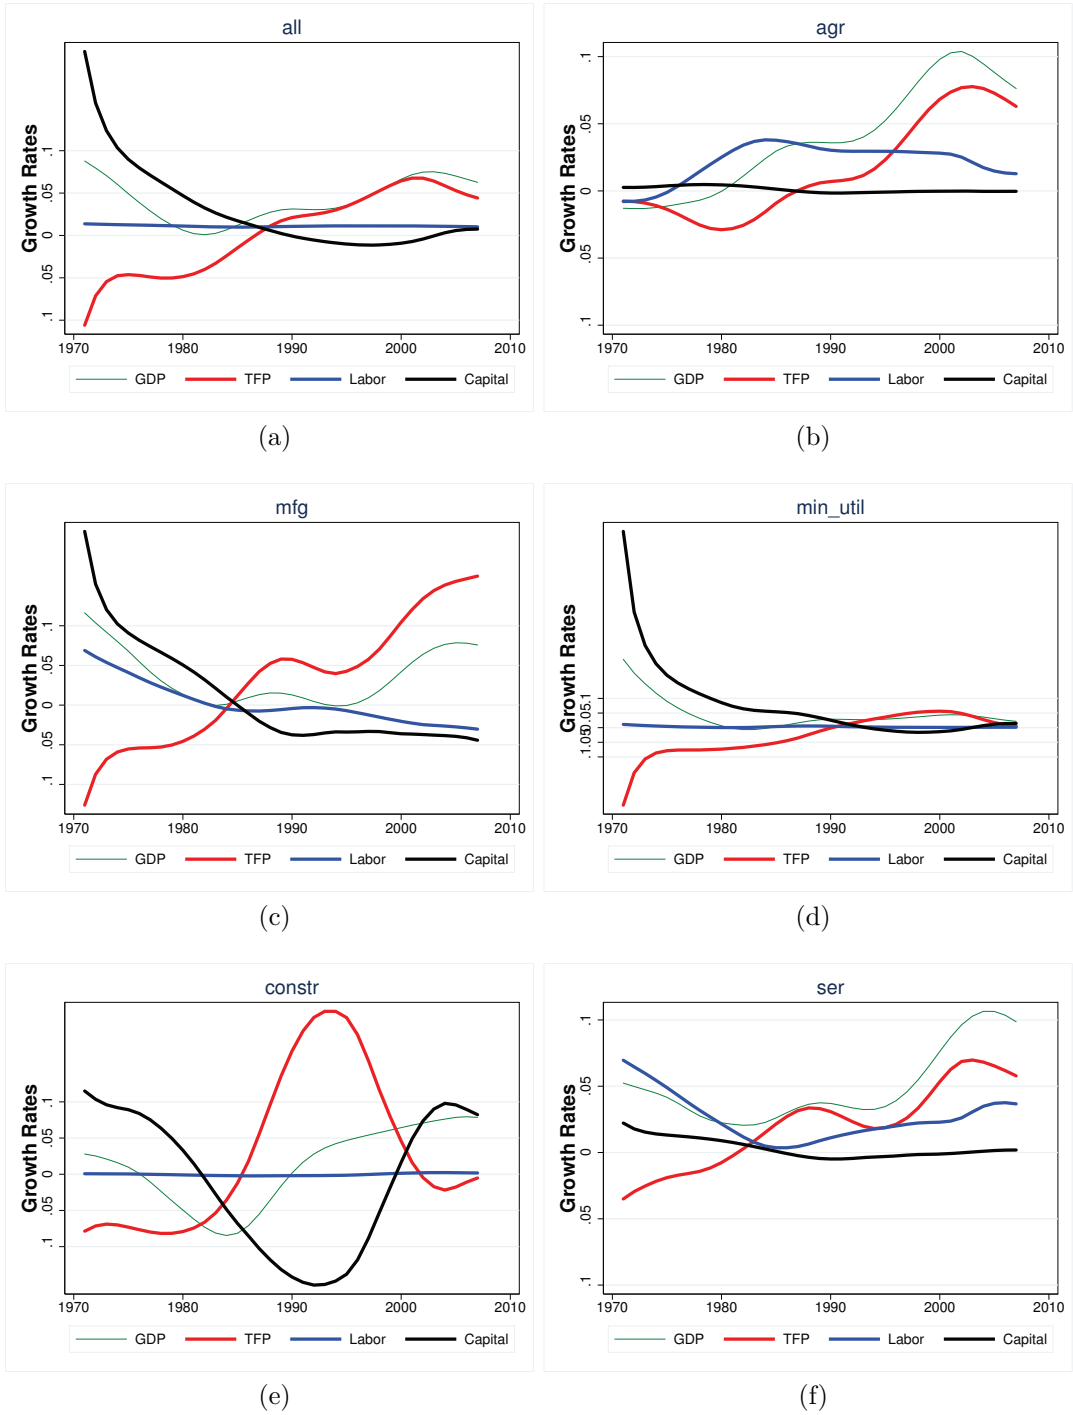 all
agr
Growth Rates
.1
.05
0
.05
.1
1970
1980
1990
2000
2010
GDP TFP Labor Capital
Growth Rates
.1
.05
0
.05
.1
1970
1980
1990
2000
2010
GDP TFP Labor Capital
(a)
(b)
mfg
min_util
Growth Rates
.1
.05
0
.05
.1
1970
1980
1990
2000
2010
GDP TFP Labor Capital
Growth Rates
.1
.05
0
.05
.1
1970
1980
1990
2000
2010
GDP TFP Labor Capital
(c)
(d)
constr
ser
Growth Rates
.1
.05
0
.05
.1
1970
1980
1990
2000
2010
GDP TFP Labor Capital
Growth Rates
.1
.05
0
.05
.1
1970
1980
1990
2000
2010
GDP TFP Labor Capital
(e)
(f)